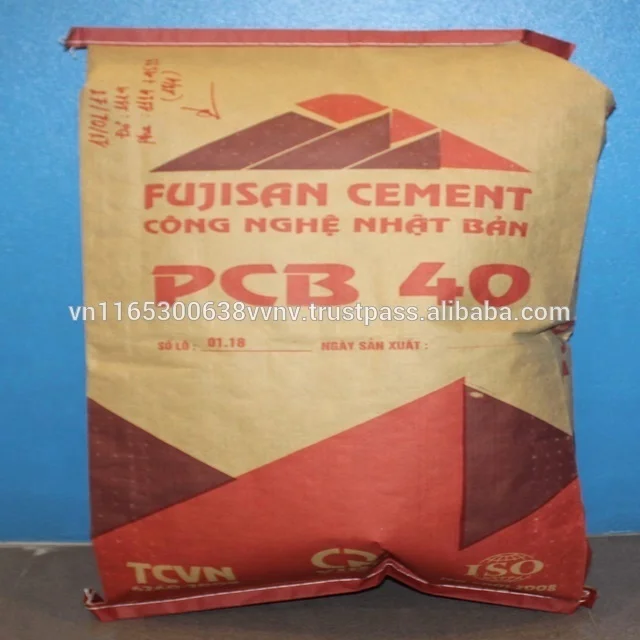 FUJISAN CEMENT
CÔNG NGHỆ NHẬT BẢN
PCB 40
vn1165300638vvnv.trustpass.alibaba.com
SỐ LÔ : 01.18 NGÀY SẢN XUẤT :
TCVN
ISO